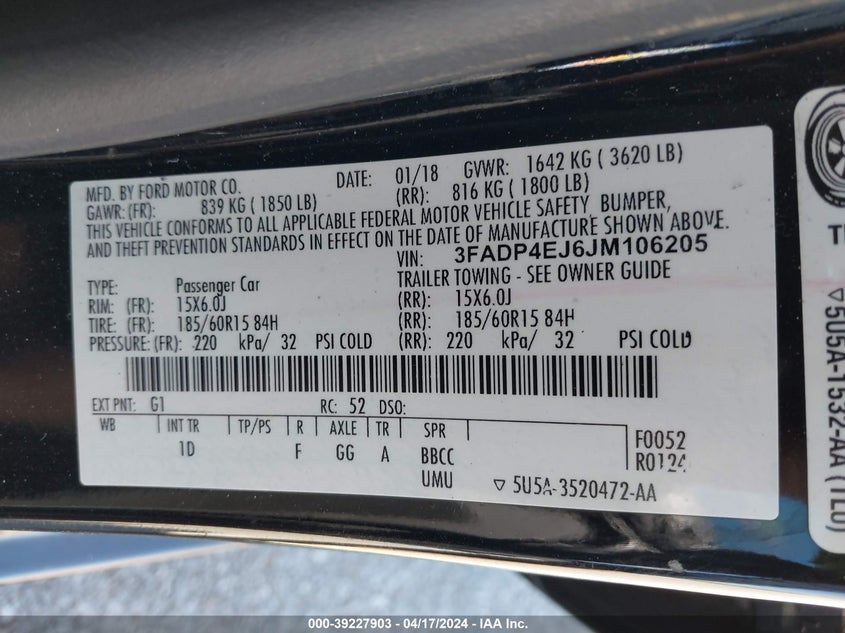 MFD. BY FORD MOTOR CO.
DATE: 01/18 GVWR: 1642 KG ( 3620 LB)
GAWR: (FR): 839 KG ( 1850 LB) (RR): 816 KG ( 1800 LB)
THIS VEHICLE CONFORMS TO ALL APPLICABLE FEDERAL MOTOR VEHICLE SAFETY, BUMPER,
AND THEFT PREVENTION STANDARDS IN EFFECT ON THE DATE OF MANUFACTURE SHOWN ABOVE.
VIN: 3FADP4EJ6JM106205
TYPE: Passenger Car TRAILER TOWING - SEE OWNER GUIDE
RIM: (FR): 15X6.0J (RR): 15X6.0J
TIRE: (FR): 185/60R15 84H (RR): 185/60R15 84H
PRESSURE: (FR): 220 kPa/ 32 PSI COLD (RR): 220 kPa/ 32 PSI COLD
EXT PNT: G1 RC: 52 DSO:
WB INT TR TP/PS R AXLE TR SPR F0052
1D F GG A BBCC R0124
UMU ▽ 5U5A-3520472-AA
▽5U5A-1532-AA (TEU)
000-39227903 - 04/17/2024 - IAA Inc.